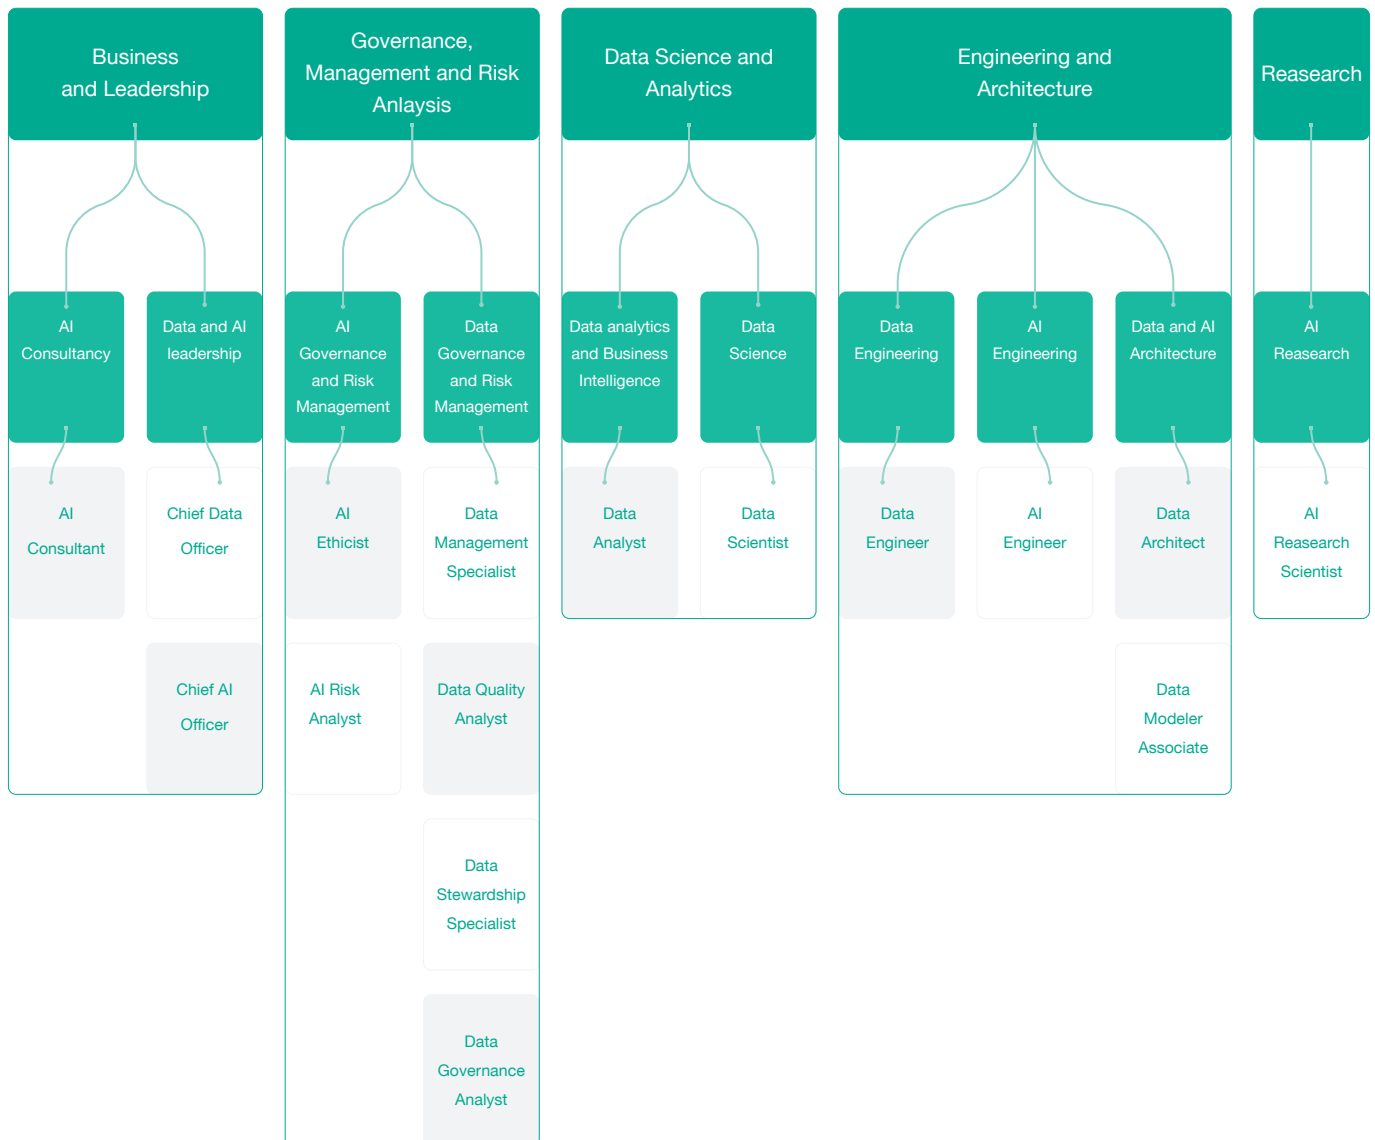 Business
and Leadership
Governance,
Management and Risk
Anlaysis
Data Science and
Analytics
Engineering and
Architecture
Reasearch
AI
Consultancy
Data and AI
leadership
AI
Governance
and Risk
Management
Data
Governance
and Risk
Management
Data analytics
and Business
Intelligence
Data
Science
Data
Engineering
AI
Engineering
Data and AI
Architecture
AI
Reasearch
AI
Consultant
Chief Data
Officer
AI
Ethicist
Data
Management
Specialist
Data
Analyst
Data
Scientist
Data
Engineer
AI
Engineer
Data
Architect
AI
Reasearch
Scientist
Chief AI
Officer
AI Risk
Analyst
Data Quality
Analyst
Data
Modeler
Associate
Data
Stewardship
Specialist
Data
Governance
Analyst